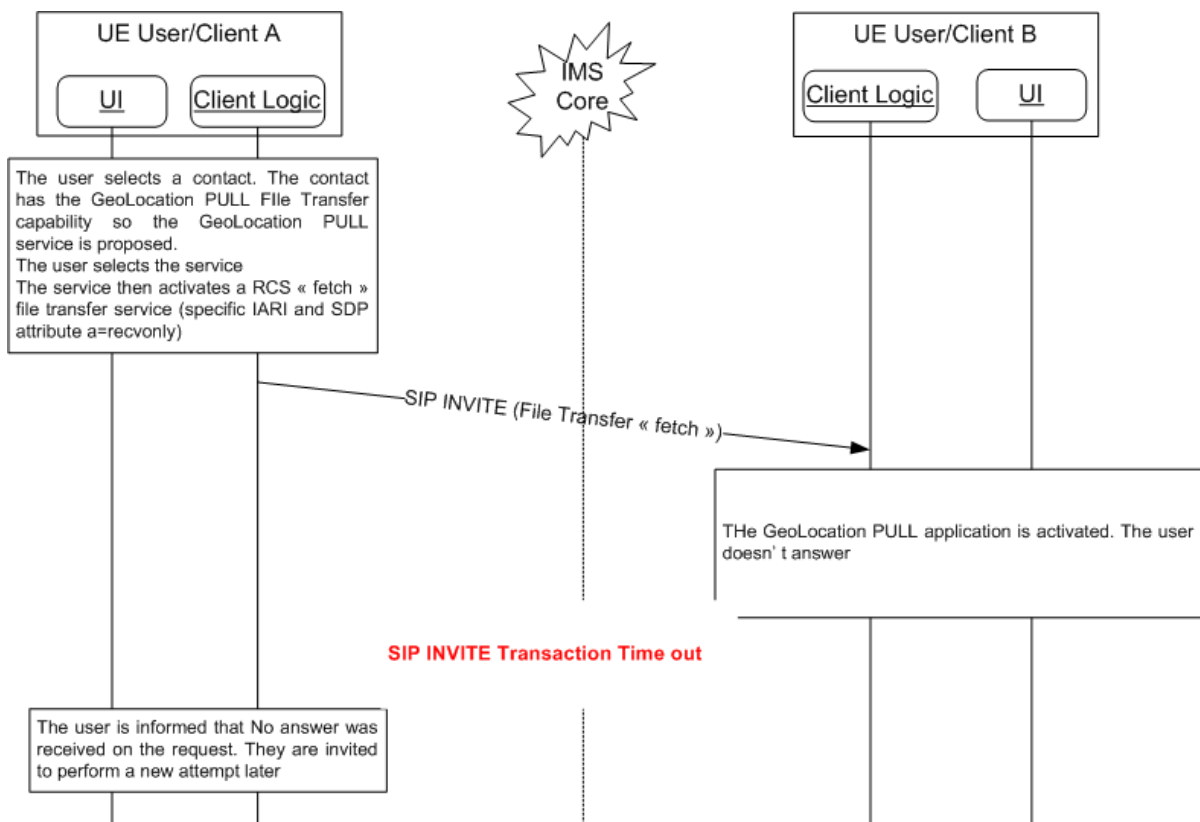 UE User/Client A
UI
Client Logic
IMS
Core
UE User/Client B
Client Logic
UI
The user selects a contact. The contact
has the GeoLocation PULL FIle Transfer
capability so the GeoLocation PULL
service is proposed.
The user selects the service
The service then activates a RCS « fetch »
file transfer service (specific IARI and SDP
attribute a=recvonly)
SIP INVITE (File Transfer « fetch »)
THe GeoLocation PULL application is activated. The user
doesn' t answer
SIP INVITE Transaction Time out
The user is informed that No answer was
received on the request. They are invited
to perform a new attempt later